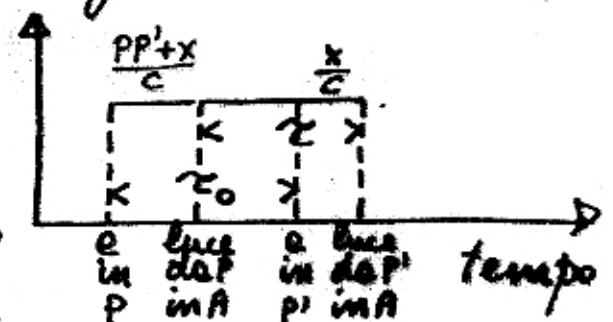 PP'+x
c
x
c
τ
τ₀
e luce e luce
in da P in da P'
P in A P' in A
tempo